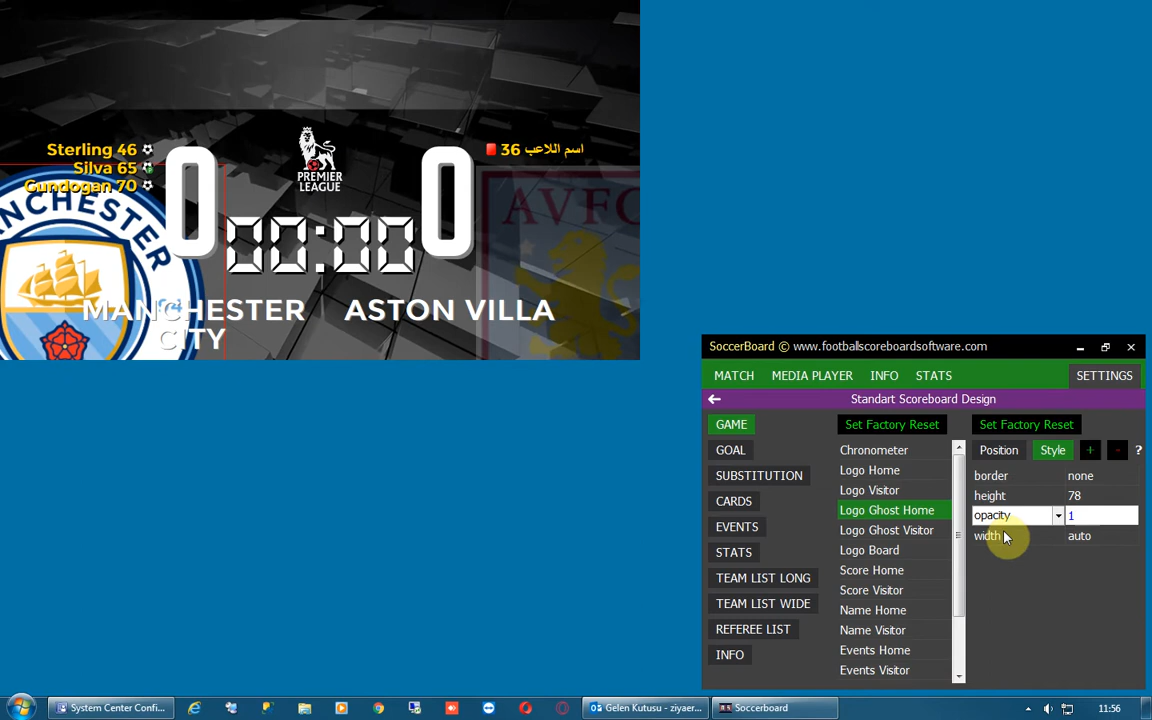 Sterling 46
Silva 65
Gundogan 70
0
PREMIER
LEAGUE
0
36 اسم اللاعب
00:00
MANCHESTER
CITY
ASTON VILLA
MANCHESTER
AVFC
SoccerBoard © www.footballscoreboardsoftware.com
MATCH MEDIA PLAYER INFO STATS SETTINGS
Standart Scoreboard Design
GAME
GOAL
SUBSTITUTION
CARDS
EVENTS
STATS
TEAM LIST LONG
TEAM LIST WIDE
REFEREE LIST
INFO
Set Factory Reset
Chronometer
Logo Home
Logo Visitor
Logo Ghost Home
Logo Ghost Visitor
Logo Board
Score Home
Score Visitor
Name Home
Name Visitor
Events Home
Events Visitor
Set Factory Reset
Position Style + - ?
border none
height 78
opacity 1
width auto
System Center Confi...
Gelen Kutusu - ziyaer...
Soccerboard
11:56